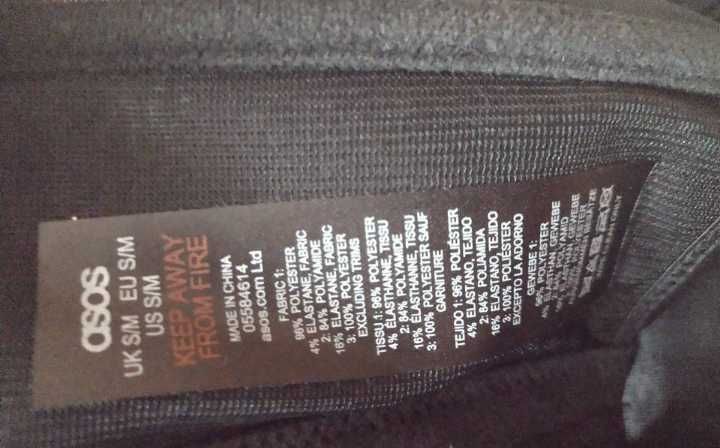 asos
UK S/M EU S/M
US S/M
KEEP AWAY
FROM FIRE
MADE IN CHINA
05584614
asos.com Ltd
FABRIC 1:
96% POLYESTER
4% ELASTANE, FABRIC
2: 84% POLYAMIDE
16% ELASTANE, FABRIC
3: 100% POLYESTER
EXCLUDING TRIMS
TISSU 1: 96% POLYESTER
4% ÉLASTHANNE, TISSU
2: 84% POLYAMIDE
16% ÉLASTHANNE, TISSU
3: 100% POLYESTER SAUF
GARNITURE
TEJIDO 1: 96% POLIÉSTER
4% ELASTANO, TEJIDO
2: 84% POLIAMIDA
16% ELASTANO, TEJIDO
3: 100% POLIÉSTER
EXCEPTO ADORNO
GEWEBE 1:
96% POLYESTER
4% ELASTHAN, GEWEBE